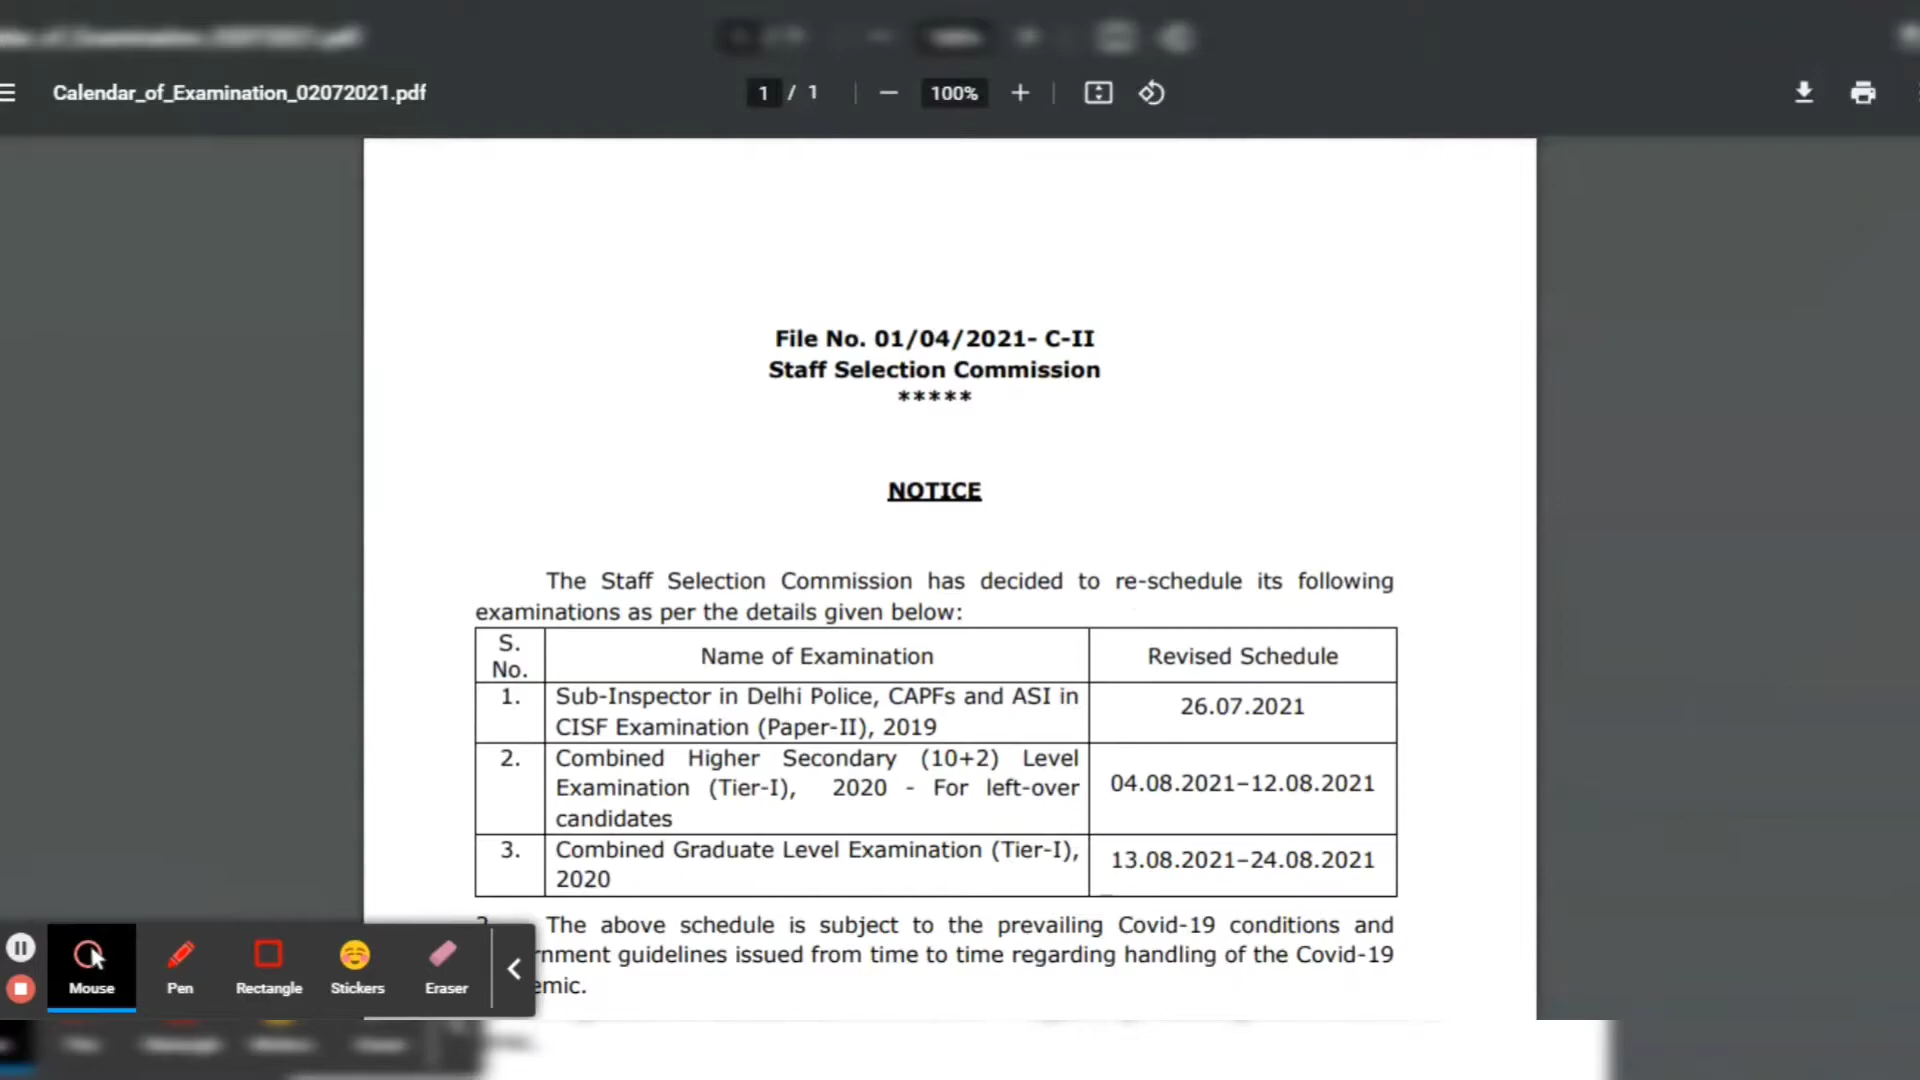 Calendar_of_Examination_02072021.pdf
1 / 1
100%
File No. 01/04/2021- C-II
Staff Selection Commission
*****
NOTICE
The Staff Selection Commission has decided to re-schedule its following
examinations as per the details given below:
S. No. Name of Examination Revised Schedule
1. Sub-Inspector in Delhi Police, CAPFs and ASI in
CISF Examination (Paper-II), 2019
26.07.2021
2. Combined Higher Secondary (10+2) Level
Examination (Tier-I), 2020 - For left-over
candidates
04.08.2021–12.08.2021
3. Combined Graduate Level Examination (Tier-I),
2020
13.08.2021–24.08.2021
The above schedule is subject to the prevailing Covid-19 conditions and
rnment guidelines issued from time to time regarding handling of the Covid-19
emic.
Mouse
Pen
Rectangle
Stickers
Eraser